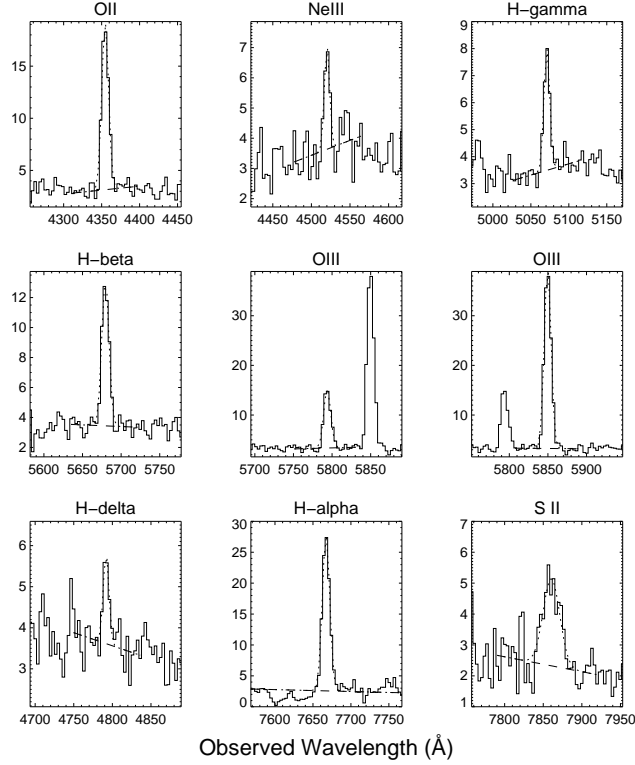 OII
NeIII
H-gamma
15
10
5
4300 4350 4400 4450
7
6
5
4
3
2
4450 4500 4550 4600
9
8
7
6
5
4
3
5000 5050 5100 5150
H-beta
OIII
OIII
12
10
8
6
4
2
5600 5650 5700 5750
30
20
10
5700 5750 5800 5850
30
20
10
5800 5850 5900
H-delta
H-alpha
S II
6
5
4
3
4700 4750 4800 4850
30
25
20
15
10
5
0
7600 7650 7700 7750
7
6
5
4
3
2
1
7800 7850 7900 7950
Observed Wavelength (Å)